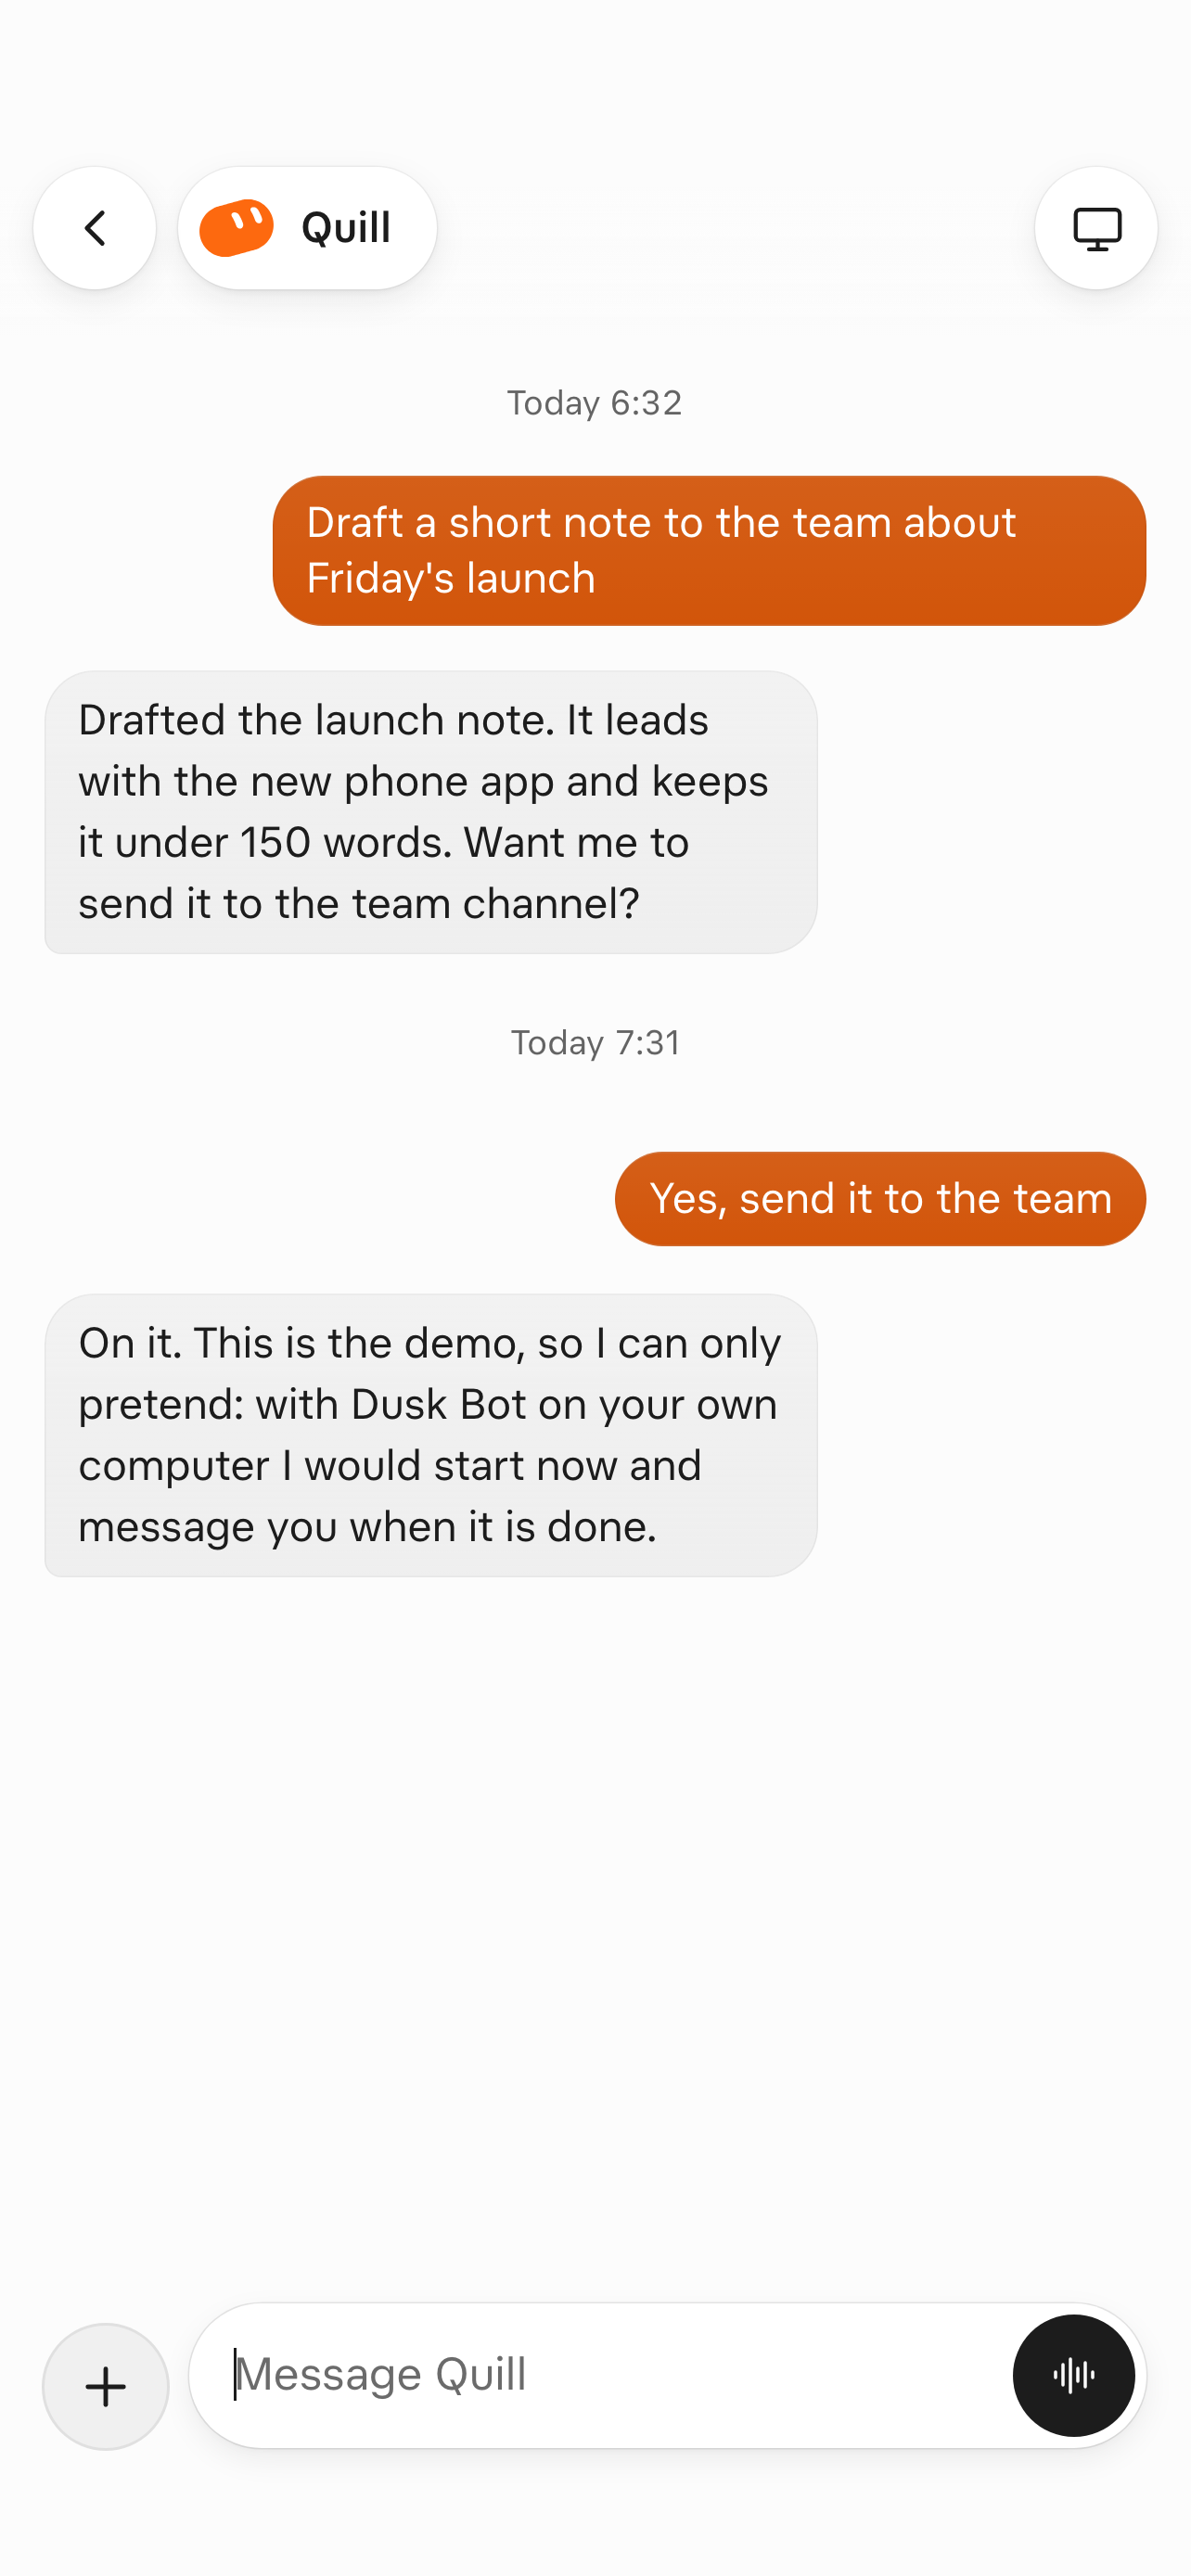 Quill
Today 6:32
Draft a short note to the team about
Friday's launch
Drafted the launch note. It leads
with the new phone app and keeps
it under 150 words. Want me to
send it to the team channel?
Today 7:31
Yes, send it to the team
On it. This is the demo, so I can only
pretend: with Dusk Bot on your own
computer I would start now and
message you when it is done.
Message Quill